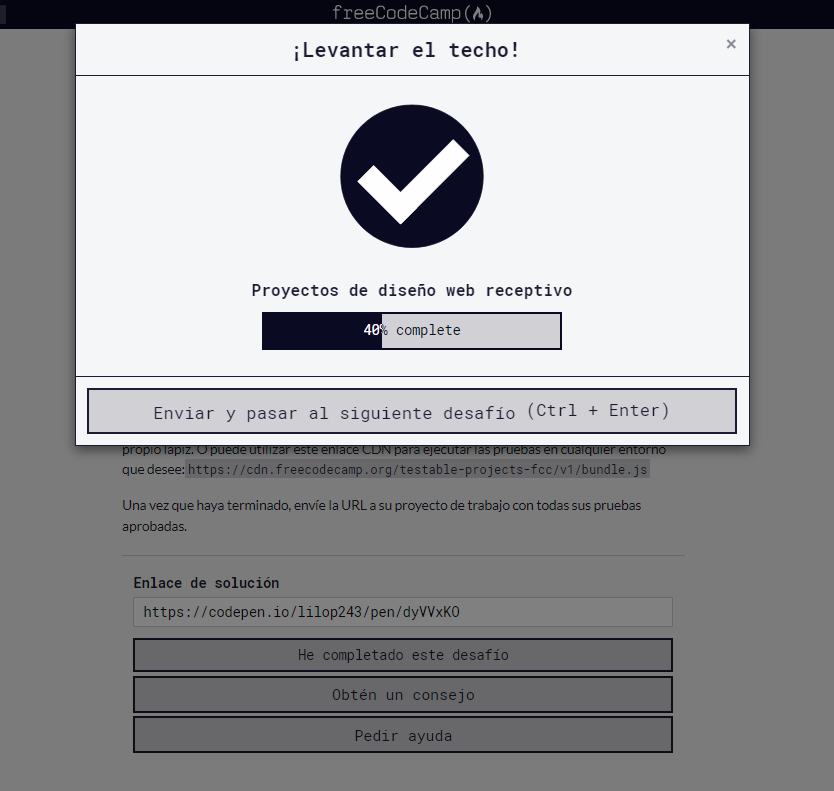 freeCodeCamp(🔥)
¡Levantar el techo!
×
Proyectos de diseño web receptivo
40% complete
Enviar y pasar al siguiente desafío (Ctrl + Enter)
propio lápiz. O puede utilizar este enlace CDN para ejecutar las pruebas en cualquier entorno
que desee: https://cdn.freecodecamp.org/testable-projects-fcc/v1/bundle.js
Una vez que haya terminado, envíe la URL a su proyecto de trabajo con todas sus pruebas
aprobadas.
Enlace de solución
https://codepen.io/lilop243/pen/dyVVxKO
He completado este desafío
Obtén un consejo
Pedir ayuda